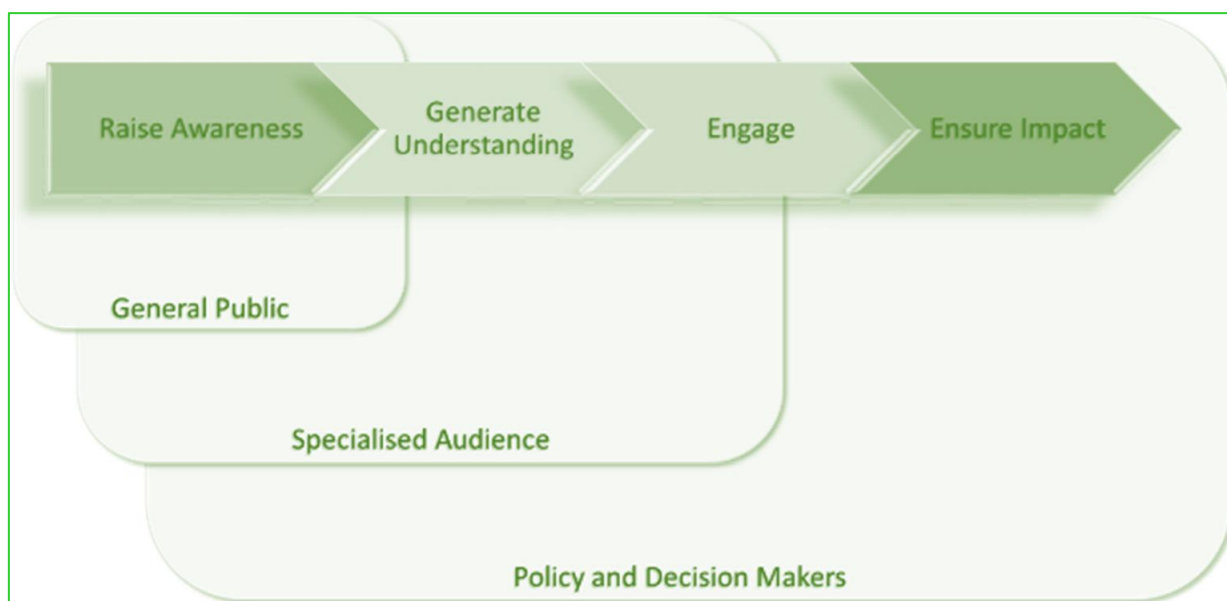 Raise Awareness
Generate
Understanding
Engage
Ensure Impact
General Public
Specialised Audience
Policy and Decision Makers